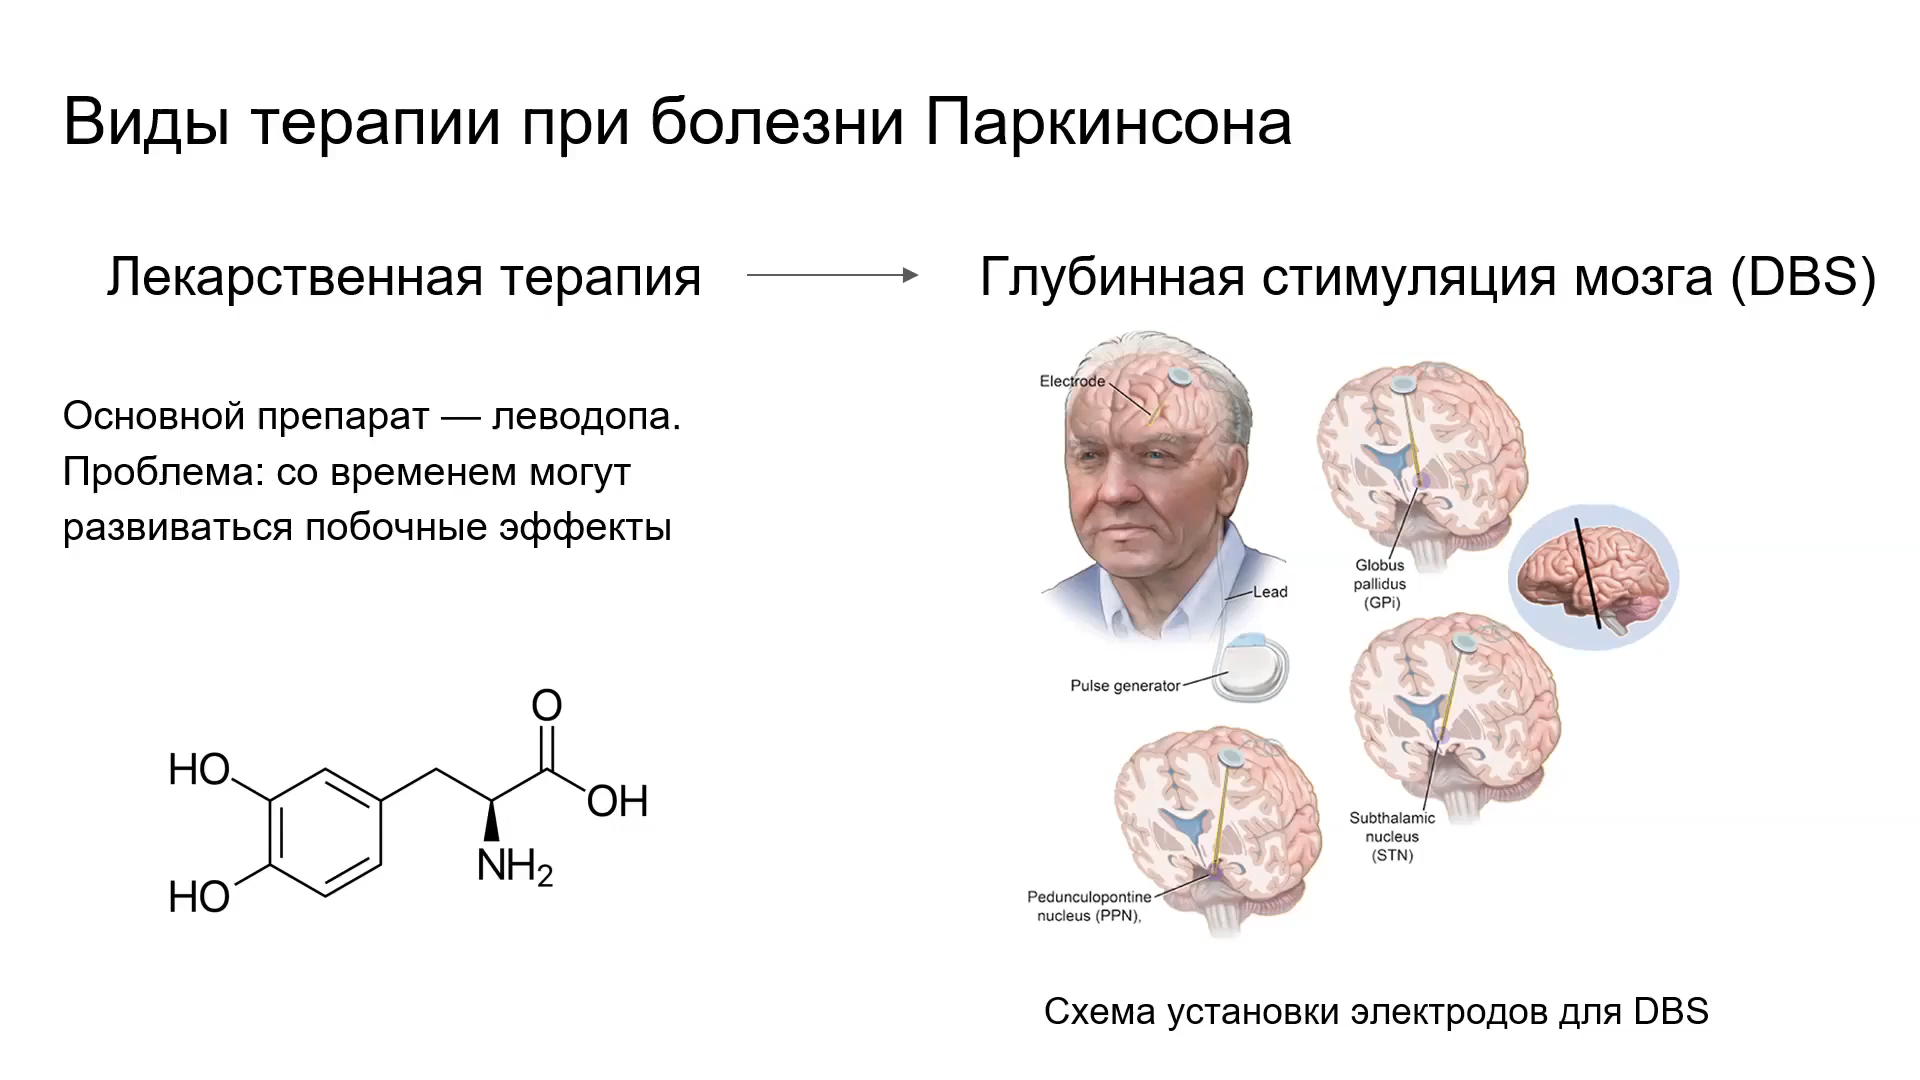 Виды терапии при болезни Паркинсона
Лекарственная терапия
Глубинная стимуляция мозга (DBS)
Основной препарат — леводопа.
Проблема: со временем могут
развиваться побочные эффекты
HO
HO
O
OH
NH₂
Electrode
Lead
Pulse generator
Globus
pallidus
(GPi)
Subthalamic
nucleus
(STN)
Pedunculopontine
nucleus (PPN),
Схема установки электродов для DBS